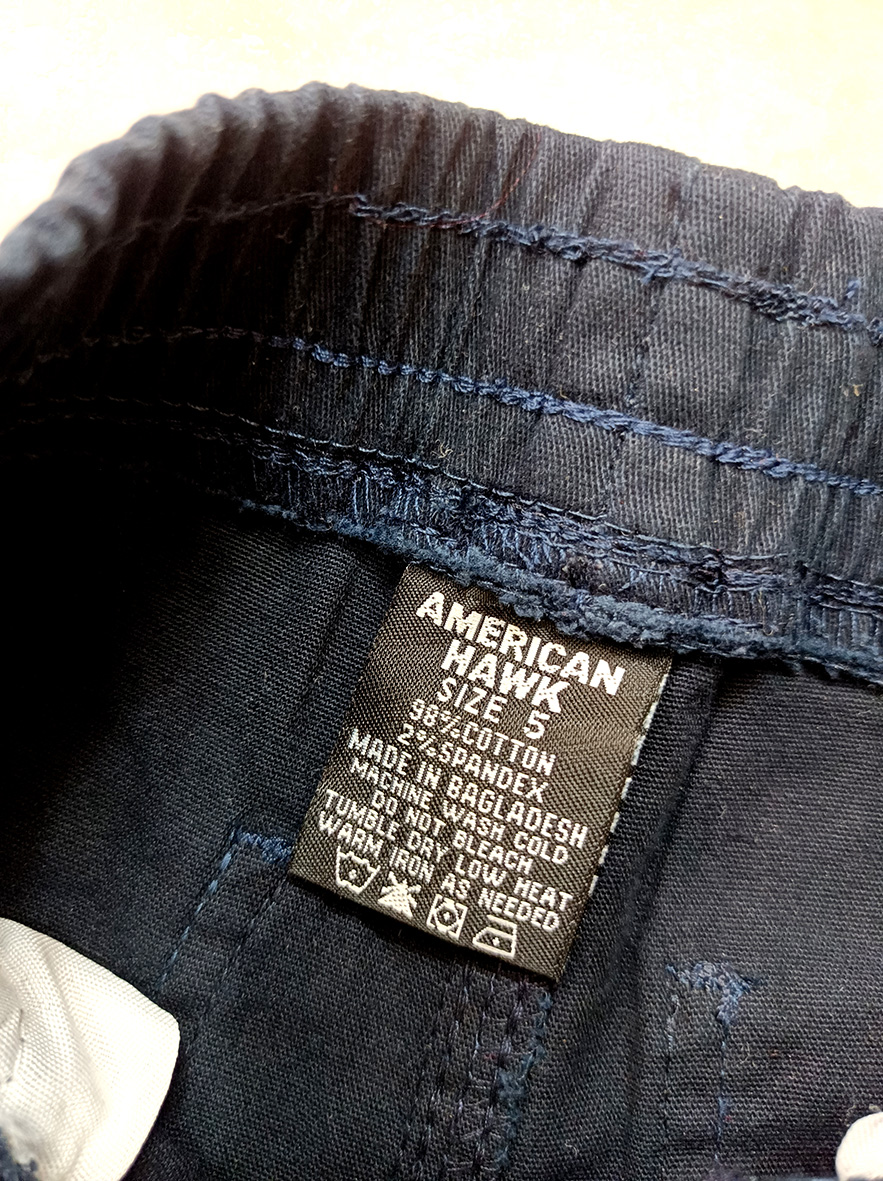 AMERICAN
HAWK
SIZE 5
98%COTTON
2%SPANDEX
MADE IN BAGLADESH
MACHINE WASH COLD
DO NOT BLEACH
TUMBLE DRY LOW HEAT
WARM IRON AS NEEDED